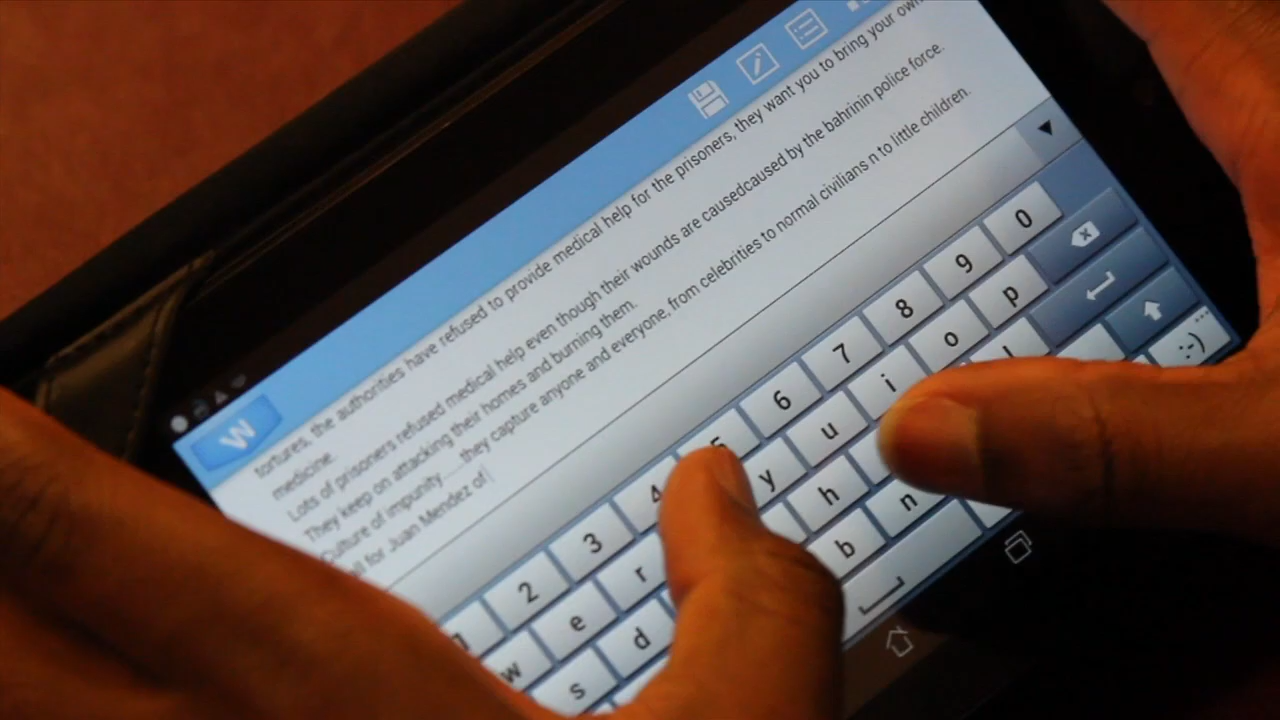 tortures. the authorities have refused to provide medical help for the prisoners, they want you to bring your own
medicine.
Lots of prisoners refused medical help even though their wounds are causedcaused by the bahrinin police force.
They keep on attacking their homes and burning them.
culture of impunity.....they capture anyone and everyone, from celebrities to normal civilians n to little children.
for Juan Mendez of
W
2 3 4 5 6 7 8 9 0
w e r y u i o p
s d h
b n
:-)